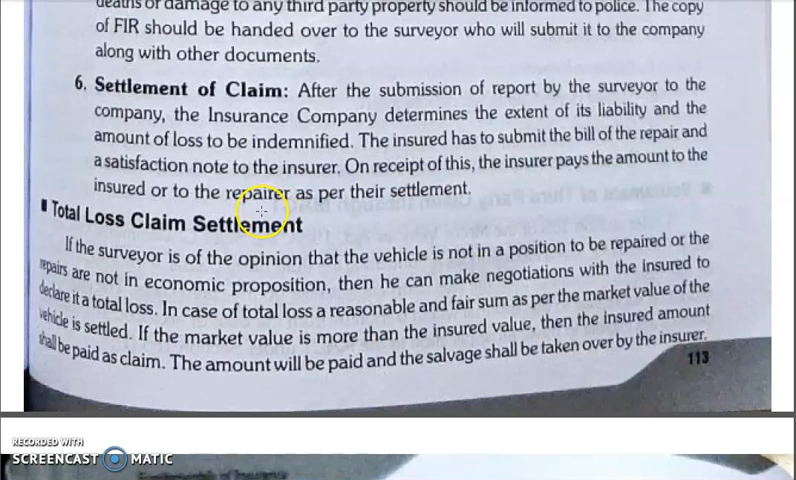 deaths or damage to any third party property should be informed to police. The copy
of FIR should be handed over to the surveyor who will submit it to the company
along with other documents.
6. Settlement of Claim: After the submission of report by the surveyor to the
company, the Insurance Company determines the extent of its liability and the
amount of loss to be indemnified. The insured has to submit the bill of the repair and
a satisfaction note to the insurer. On receipt of this, the insurer pays the amount to the
insured or to the repairer as per their settlement.
Total Loss Claim Settlement
If the surveyor is of the opinion that the vehicle is not in a position to be repaired or the
repairs are not in economic proposition, then he can make negotiations with the insured to
declare it a total loss. In case of total loss a reasonable and fair sum as per the market value of the
vehicle is settled. If the market value is more than the insured value, then the insured amount
shall be paid as claim. The amount will be paid and the salvage shall be taken over by the insurer.
113
RECORDED WITH
SCREENCAST MATIC